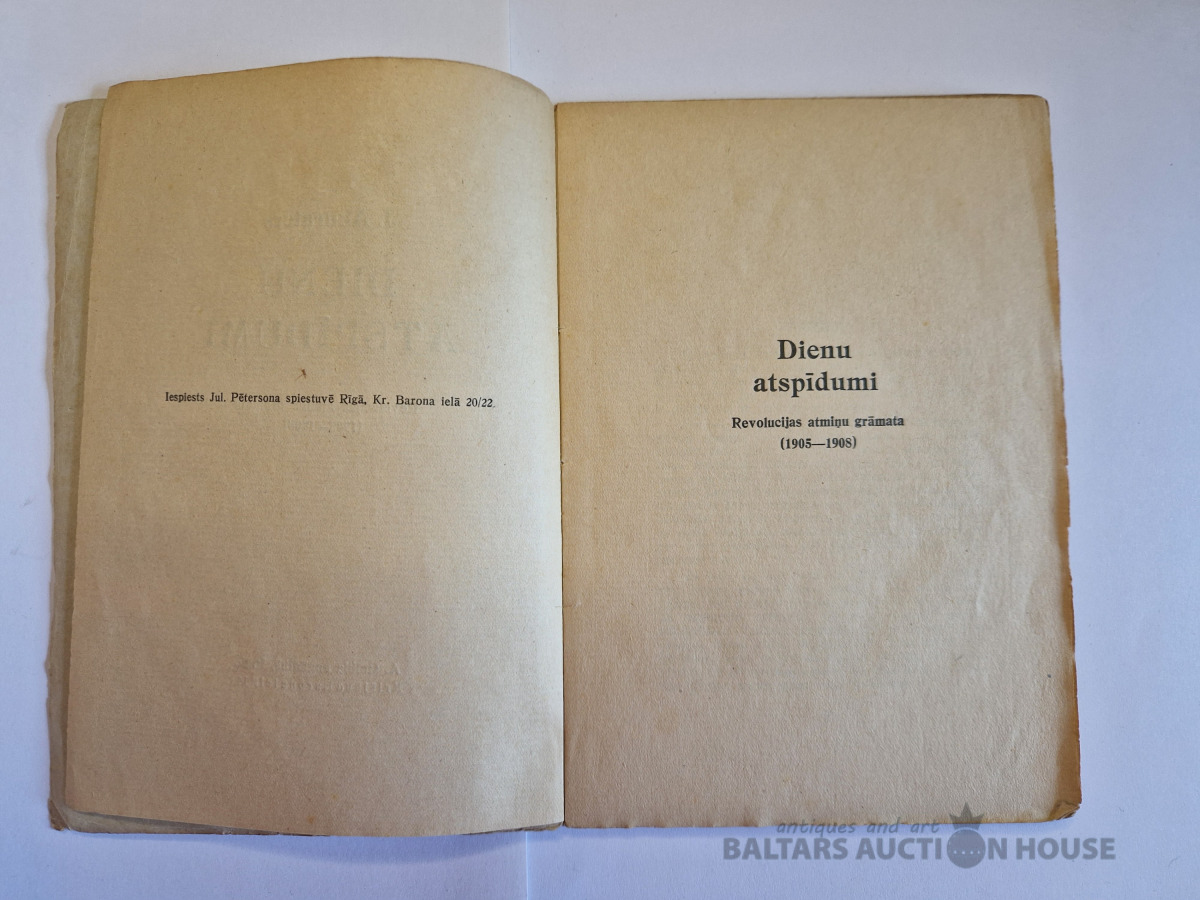 Iespiests Jul. Pētersona spiestuvē Rīgā, Kr. Barona ielā 20/22.
Dienu
atspīdumi
Revolucijas atmiņu grāmata
(1905—1908)
antiques and art
BALTARS AUCTION HOUSE